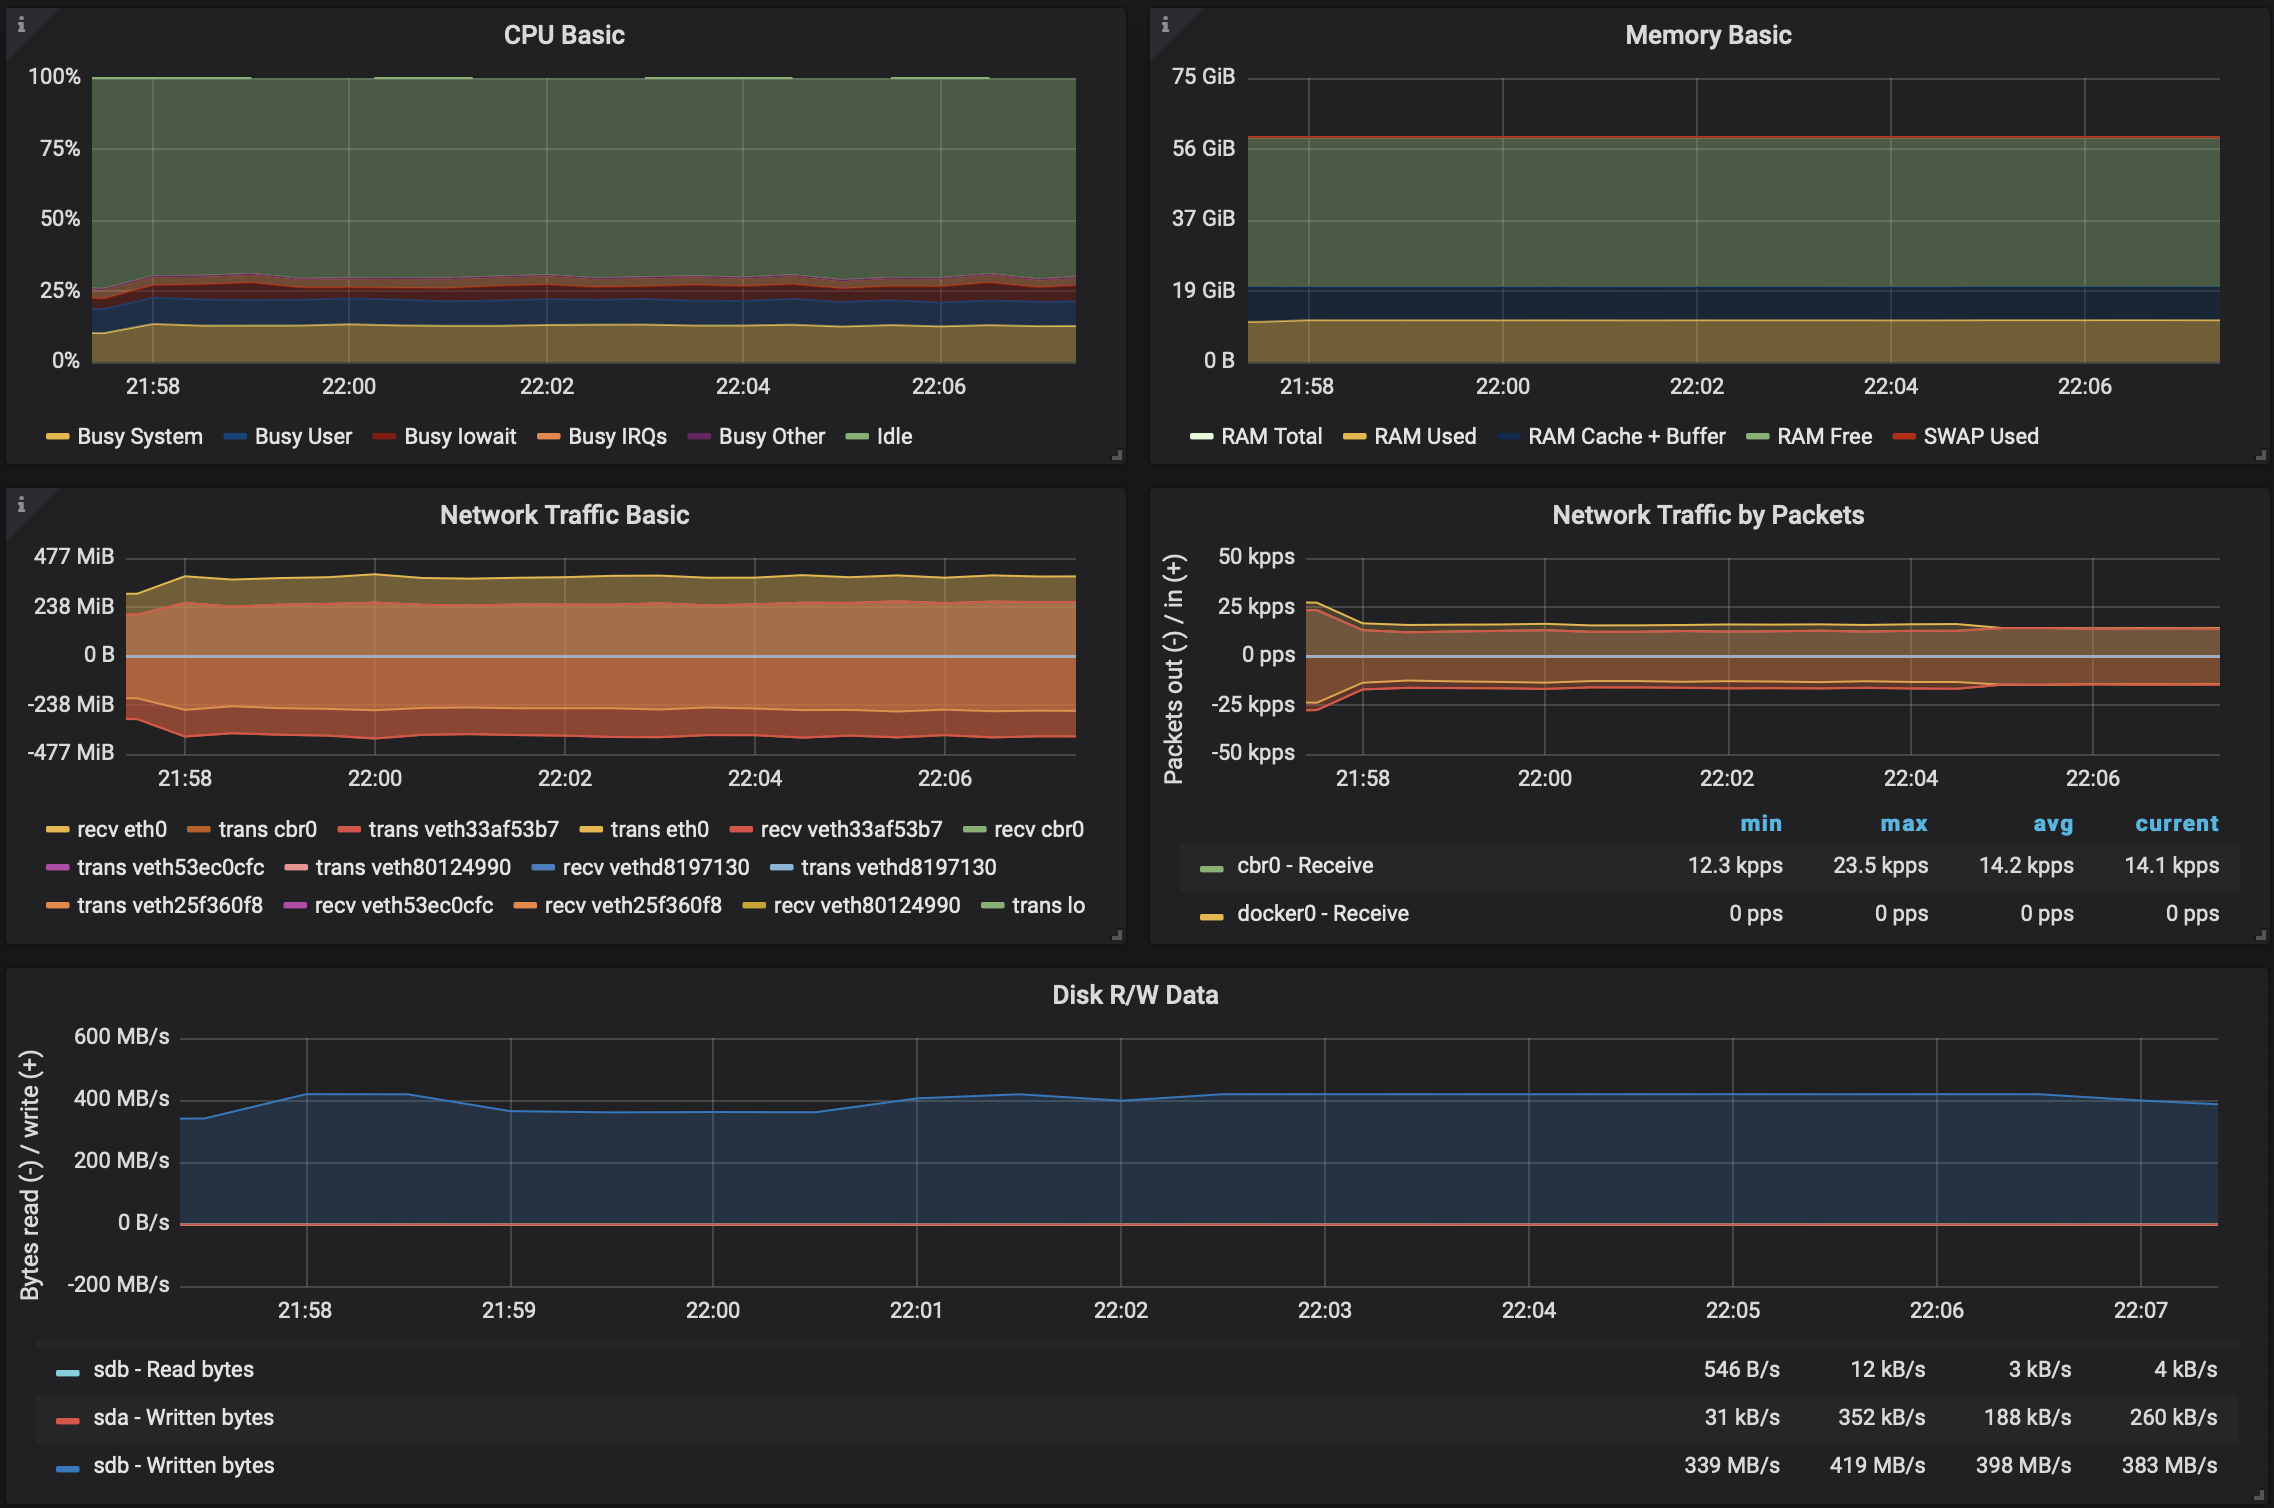 CPU Basic
100%
75%
50%
25%
0%
21:58 22:00 22:02 22:04 22:06
Busy System Busy User Busy Iowait Busy IRQs Busy Other Idle
Memory Basic
75 GiB
56 GiB
37 GiB
19 GiB
0 B
21:58 22:00 22:02 22:04 22:06
RAM Total RAM Used RAM Cache + Buffer RAM Free SWAP Used
Network Traffic Basic
477 MiB
238 MiB
0 B
-238 MiB
-477 MiB
21:58 22:00 22:02 22:04 22:06
recv eth0 trans cbr0 trans veth33af53b7 trans eth0 recv veth33af53b7 recv cbr0
trans veth53ec0cfc trans veth80124990 recv vethd8197130 trans vethd8197130
trans veth25f360f8 recv veth53ec0cfc recv veth25f360f8 recv veth80124990 trans lo
Network Traffic by Packets
Packets out (-) / in (+)
50 kpps
25 kpps
0 pps
-25 kpps
-50 kpps
21:58 22:00 22:02 22:04 22:06
min max avg current
cbr0 - Receive 12.3 kpps 23.5 kpps 14.2 kpps 14.1 kpps
docker0 - Receive 0 pps 0 pps 0 pps 0 pps
Disk R/W Data
Bytes read (-) / write (+)
600 MB/s
400 MB/s
200 MB/s
0 B/s
-200 MB/s
21:58 21:59 22:00 22:01 22:02 22:03 22:04 22:05 22:06 22:07
sdb - Read bytes 546 B/s 12 kB/s 3 kB/s 4 kB/s
sda - Written bytes 31 kB/s 352 kB/s 188 kB/s 260 kB/s
sdb - Written bytes 339 MB/s 419 MB/s 398 MB/s 383 MB/s